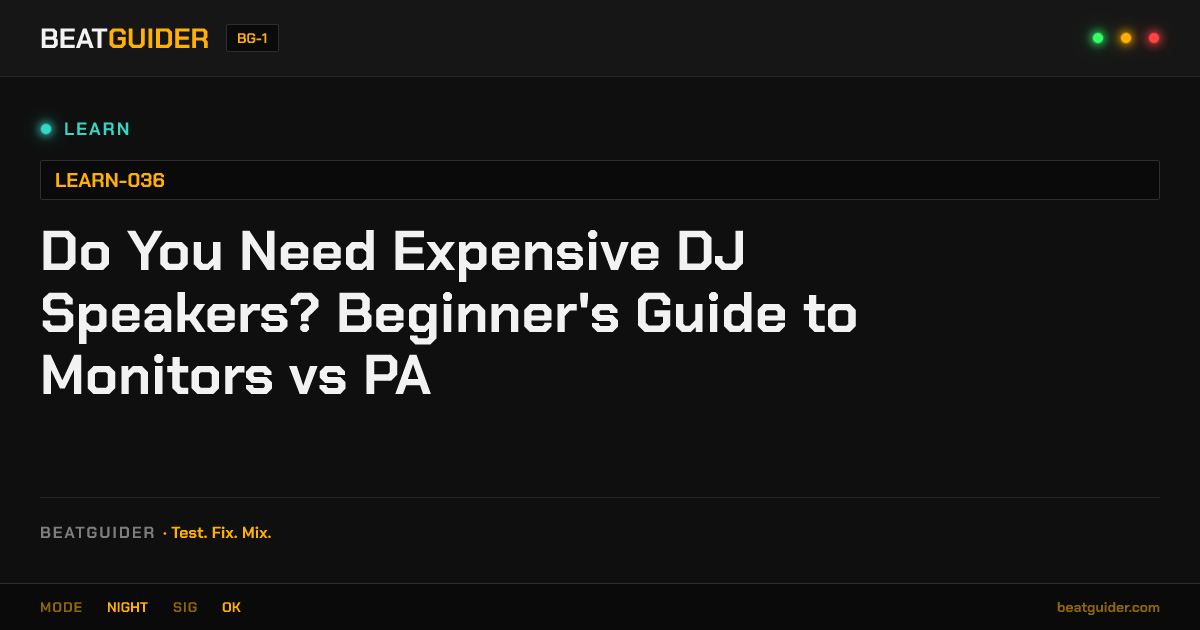 BEATGUIDER BG-1
LEARN
LEARN-036
Do You Need Expensive DJ
Speakers? Beginner's Guide to
Monitors vs PA
BEATGUIDER · Test. Fix. Mix.
MODE NIGHT SIG OK beatguider.com